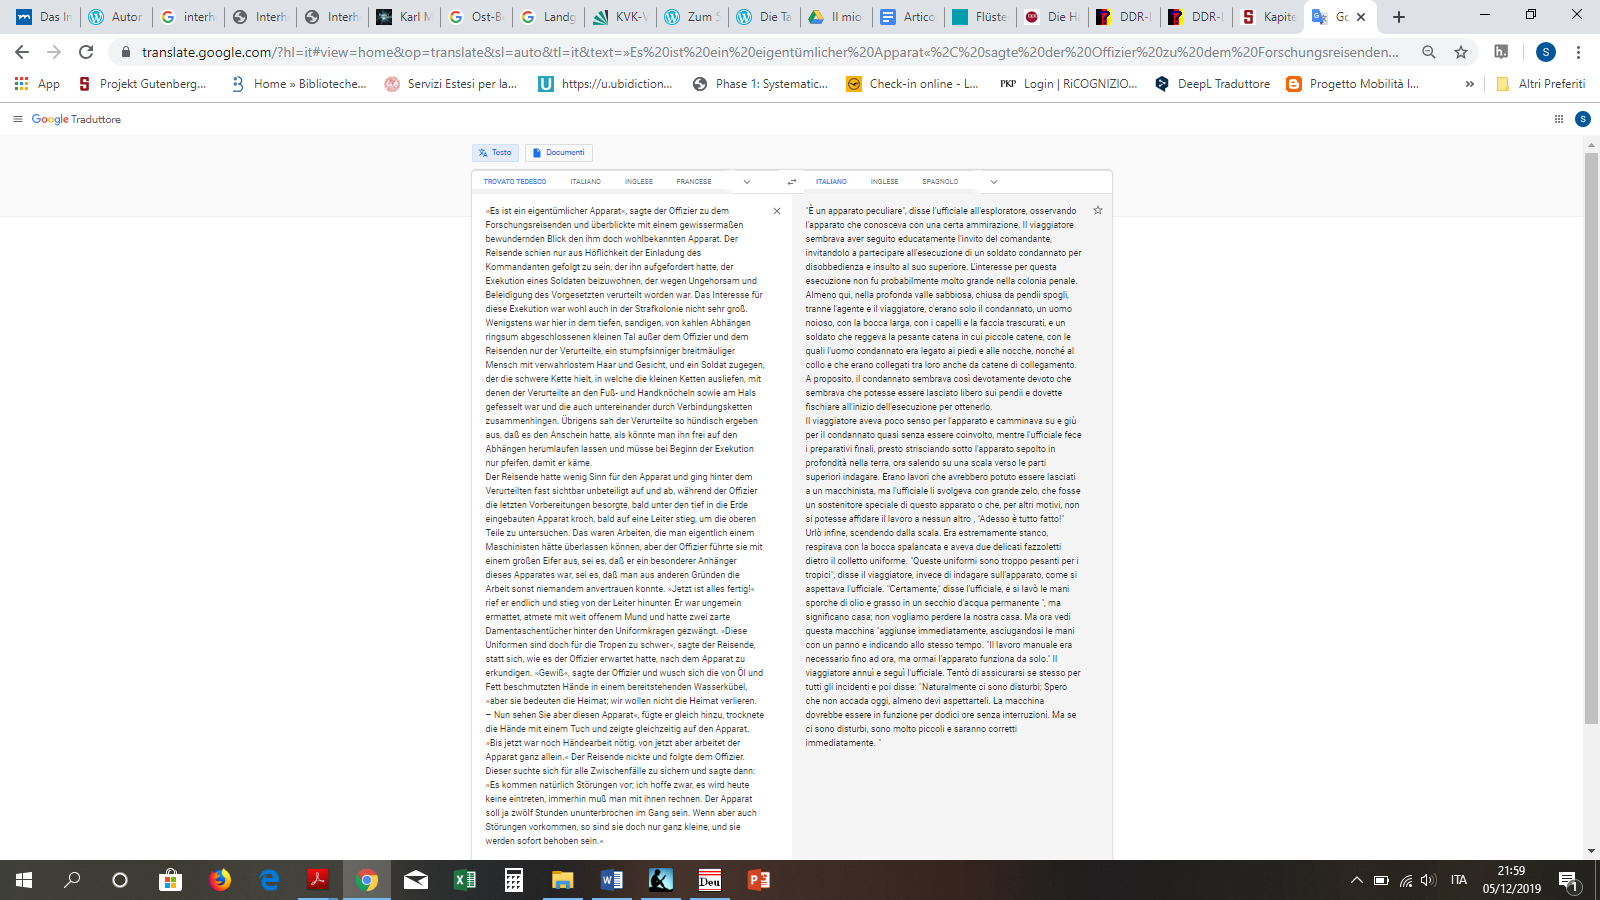 Das In
Autor
interh
Interh
Interh
Karl M
Ost-B
Landg
KVK-V
Zum 5
Die Ta
Il mio
Artico
Flüste
Die Ha
DDR-L
DDR-L
Kapite
Go
translate.google.com/?hl=it#view=home&op=translate&sl=auto&tl=it&text=»Es%20ist%20ein%20eigentümlicher%20Apparat«%2C%20sagte%20der%20Offizier%20zu%20dem%20Forschungsreisenden...
S
App
Projekt Gutenberg...
Home » Biblioteche...
Servizi Estesi per la...
https://u.ubidiction...
Phase 1: Systematic...
Check-in online - L...
PKP Login | RiCOGNIZIO...
DeepL Traduttore
Progetto Mobilità I...
»
Altri Preferiti
Google Traduttore
S
Testo
Documenti
TROVATO TEDESCO ITALIANO INGLESE FRANCESE
ITALIANO INGLESE SPAGNOLO
»Es ist ein eigentümlicher Apparat«, sagte der Offizier zu dem
Forschungsreisenden und überblickte mit einem gewissermaßen
bewundernden Blick den ihm doch wohlbekannten Apparat. Der
Reisende schien nur aus Höflichkeit der Einladung des
Kommandanten gefolgt zu sein, der ihn aufgefordert hatte, der
Exekution eines Soldaten beizuwohnen, der wegen Ungehorsam und
Beleidigung des Vorgesetzten verurteilt worden war. Das Interesse für
diese Exekution war wohl auch in der Strafkolonie nicht sehr groß.
Wenigstens war hier in dem tiefen, sandigen, von kahlen Abhängen
ringsum abgeschlossenen kleinen Tal außer dem Offizier und dem
Reisenden nur der Verurteilte, ein stumpfsinniger breitmäuliger
Mensch mit verwahrlostem Haar und Gesicht, und ein Soldat zugegen,
der die schwere Kette hielt, in welche die kleinen Ketten ausliefen, mit
denen der Verurteilte an den Fuß- und Handknöcheln sowie am Hals
gefesselt war und die auch untereinander durch Verbindungsketten
zusammenhingen. Übrigens sah der Verurteilte so hündisch ergeben
aus, daß es den Anschein hatte, als könnte man ihn frei auf den
Abhängen herumlaufen lassen und müsse bei Beginn der Exekution
nur pfeifen, damit er käme.
Der Reisende hatte wenig Sinn für den Apparat und ging hinter dem
Verurteilten fast sichtbar unbeteiligt auf und ab, während der Offizier
die letzten Vorbereitungen besorgte, bald unter den tief in die Erde
eingebauten Apparat kroch, bald auf eine Leiter stieg, um die oberen
Teile zu untersuchen. Das waren Arbeiten, die man eigentlich einem
Maschinisten hätte überlassen können, aber der Offizier führte sie mit
einem großen Eifer aus, sei es, daß er ein besonderer Anhänger
dieses Apparates war, sei es, daß man aus anderen Gründen die
Arbeit sonst niemandem anvertrauen konnte. »Jetzt ist alles fertig!«
rief er endlich und stieg von der Leiter hinunter. Er war ungemein
ermattet, atmete mit weit offenem Mund und hatte zwei zarte
Damentaschentücher hinter den Uniformkragen gezwängt. »Diese
Uniformen sind doch für die Tropen zu schwer«, sagte der Reisende,
statt sich, wie es der Offizier erwartet hatte, nach dem Apparat zu
erkundigen. »Gewiß«, sagte der Offizier und wusch sich die von Öl und
Fett beschmutzten Hände in einem bereitstehenden Wasserkübel,
»aber sie bedeuten die Heimat; wir wollen nicht die Heimat verlieren.
– Nun sehen Sie aber diesen Apparat«, fügte er gleich hinzu, trocknete
die Hände mit einem Tuch und zeigte gleichzeitig auf den Apparat.
»Bis jetzt war noch Händearbeit nötig, von jetzt aber arbeitet der
Apparat ganz allein.« Der Reisende nickte und folgte dem Offizier.
Dieser suchte sich für alle Zwischenfälle zu sichern und sagte dann:
»Es kommen natürlich Störungen vor; ich hoffe zwar, es wird heute
keine eintreten, immerhin muß man mit ihnen rechnen. Der Apparat
soll ja zwölf Stunden ununterbrochen im Gang sein. Wenn aber auch
Störungen vorkommen, so sind sie doch nur ganz kleine, und sie
werden sofort behoben sein.«
"È un apparato peculiare", disse l'ufficiale all'esploratore, osservando
l'apparato che conosceva con una certa ammirazione. Il viaggiatore
sembrava aver seguito educatamente l'invito del comandante,
invitandolo a partecipare all'esecuzione di un soldato condannato per
disobbedienza e insulto al suo superiore. L'interesse per questa
esecuzione non fu probabilmente molto grande nella colonia penale.
Almeno qui, nella profonda valle sabbiosa, chiusa da pendii spogli,
tranne l'agente e il viaggiatore, c'erano solo il condannato, un uomo
noioso, con la bocca larga, con i capelli e la faccia trascurati, e un
soldato che reggeva la pesante catena in cui piccole catene, con le
quali l'uomo condannato era legato ai piedi e alle nocche, nonché al
collo e che erano collegati tra loro anche da catene di collegamento.
A proposito, il condannato sembrava così devotamente devoto che
sembrava che potesse essere lasciato libero sui pendii e dovette
fischiare all'inizio dell'esecuzione per ottenerlo.
Il viaggiatore aveva poco senso per l'apparato e camminava su e giù
per il condannato quasi senza essere coinvolto, mentre l'ufficiale fece
i preparativi finali, presto strisciando sotto l'apparato sepolto in
profondità nella terra, ora salendo su una scala verso le parti
superiori indagare. Erano lavori che avrebbero potuto essere lasciati
a un macchinista, ma l'ufficiale li svolgeva con grande zelo, che fosse
un sostenitore speciale di questo apparato o che, per altri motivi, non
si potesse affidare il lavoro a nessun altro , "Adesso è tutto fatto!"
Urlò infine, scendendo dalla scala. Era estremamente stanco,
respirava con la bocca spalancata e aveva due delicati fazzoletti
dietro il colletto uniforme. "Queste uniformi sono troppo pesanti per i
tropici", disse il viaggiatore, invece di indagare sull'apparato, come si
aspettava l'ufficiale. "Certamente," disse l'ufficiale, e si lavò le mani
sporche di olio e grasso in un secchio d'acqua permanente ", ma
significano casa; non vogliamo perdere la nostra casa. Ma ora vedi
questa macchina "aggiunse immediatamente, asciugandosi le mani
con un panno e indicando allo stesso tempo. "Il lavoro manuale era
necessario fino ad ora, ma ormai l'apparato funziona da solo." Il
viaggiatore annuì e seguì l'ufficiale. Tentò di assicurarsi se stesso per
tutti gli incidenti e poi disse: "Naturalmente ci sono disturbi; Spero
che non accada oggi, almeno devi aspettarteli. La macchina
dovrebbe essere in funzione per dodici ore senza interruzioni. Ma se
ci sono disturbi, sono molto piccoli e saranno corretti
immediatamente. "
Deu
ITA
21:59
05/12/2019
1